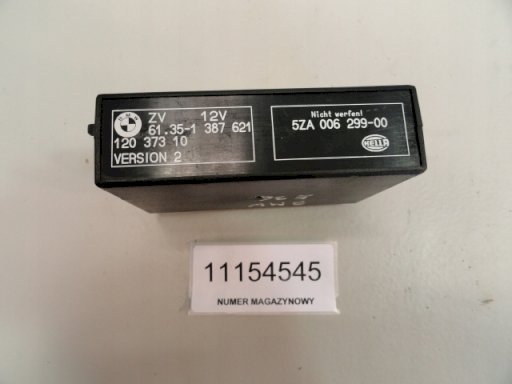 BMW
ZV 12V
61.35-1 387 621
120 373 10
VERSION 2
Nicht werfen!
5ZA 006 299-00
HELLA
11154545
NUMER MAGAZYNOWY